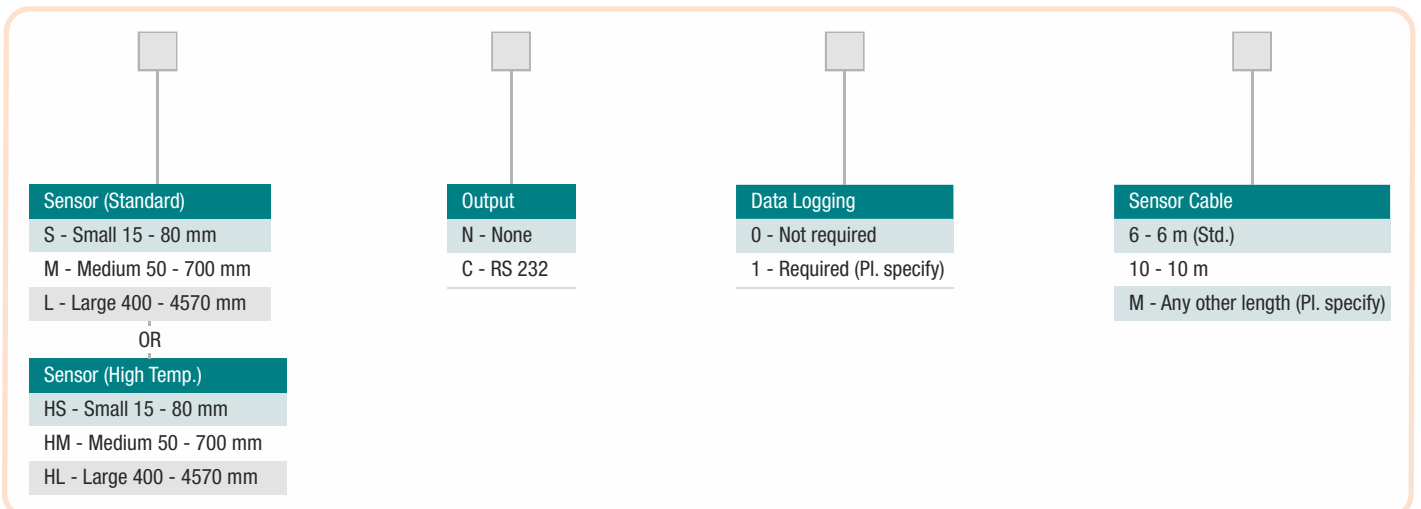 Sensor (Standard)
S - Small 15 - 80 mm
M - Medium 50 - 700 mm
L - Large 400 - 4570 mm
OR
Sensor (High Temp.)
HS - Small 15 - 80 mm
HM - Medium 50 - 700 mm
HL - Large 400 - 4570 mm
Output
N - None
C - RS 232
Data Logging
0 - Not required
1 - Required (Pl. specify)
Sensor Cable
6 - 6 m (Std.)
10 - 10 m
M - Any other length (Pl. specify)